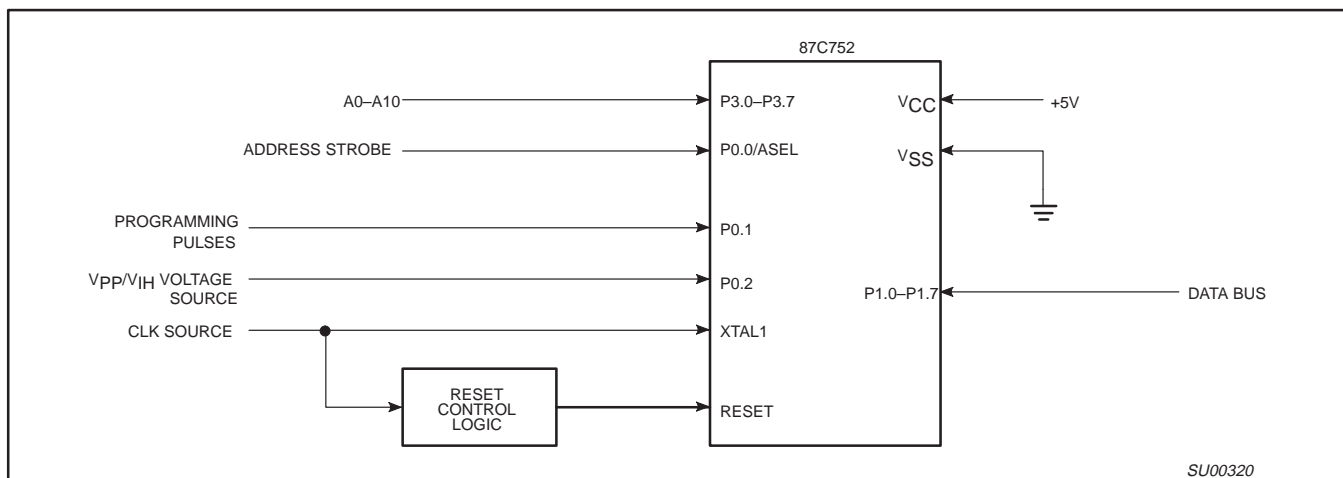 87C752
A0–A10
P3.0–P3.7
VCC
+5V
ADDRESS STROBE
P0.0/ASEL
VSS
PROGRAMMING
PULSES
P0.1
VPP/VIH VOLTAGE
SOURCE
P0.2
P1.0–P1.7
DATA BUS
CLK SOURCE
XTAL1
RESET
CONTROL
LOGIC
RESET
SU00320